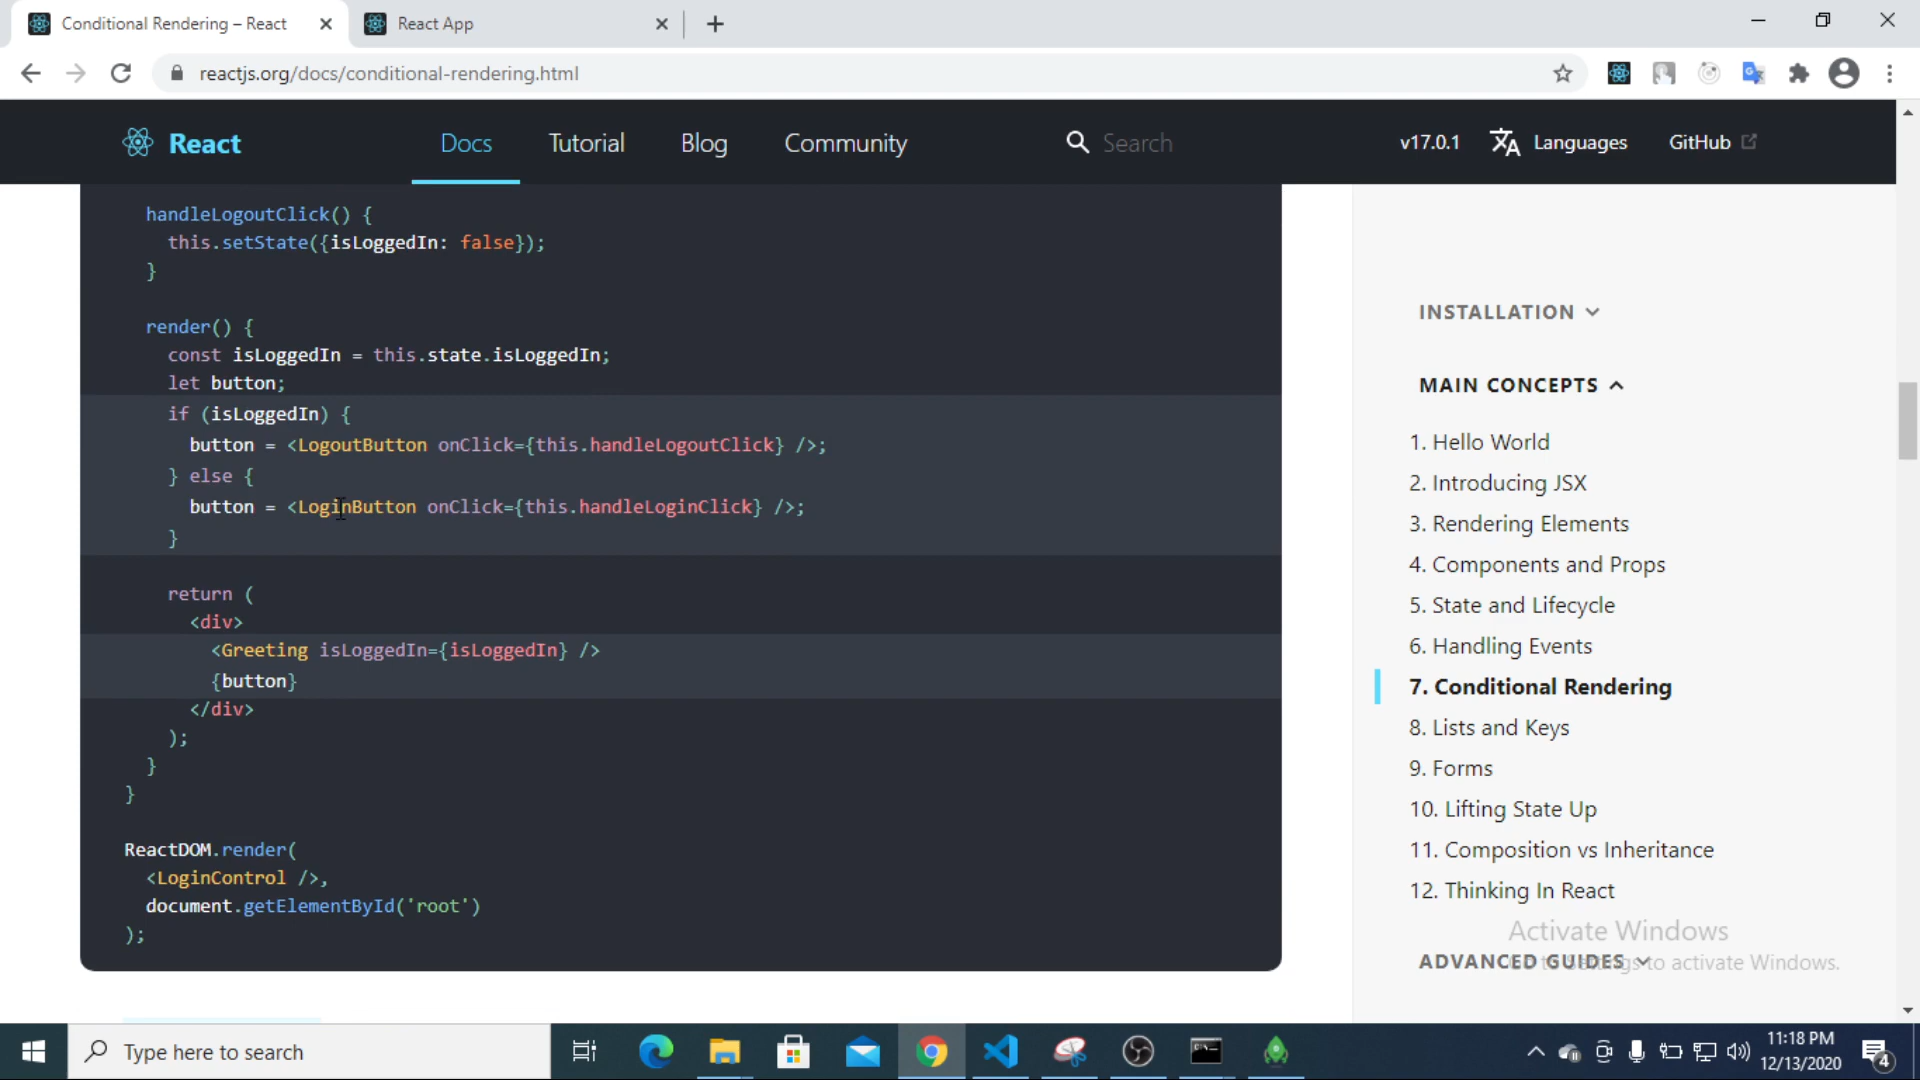 Conditional Rendering – React
React App
reactjs.org/docs/conditional-rendering.html
React
Docs
Tutorial
Blog
Community
Search
v17.0.1
Languages
GitHub
handleLogoutClick() {
this.setState({isLoggedIn: false});
}
render() {
const isLoggedIn = this.state.isLoggedIn;
let button;
if (isLoggedIn) {
button = <LogoutButton onClick={this.handleLogoutClick} />;
} else {
button = <LoginButton onClick={this.handleLoginClick} />;
}
return (
<div>
<Greeting isLoggedIn={isLoggedIn} />
{button}
</div>
);
}
}
ReactDOM.render(
<LoginControl />,
document.getElementById('root')
);
INSTALLATION
MAIN CONCEPTS
1. Hello World
2. Introducing JSX
3. Rendering Elements
4. Components and Props
5. State and Lifecycle
6. Handling Events
7. Conditional Rendering
8. Lists and Keys
9. Forms
10. Lifting State Up
11. Composition vs Inheritance
12. Thinking In React
Activate Windows
ADVANCED GUIDES
Go to Settings to activate Windows.
Type here to search
11:18 PM
12/13/2020
4